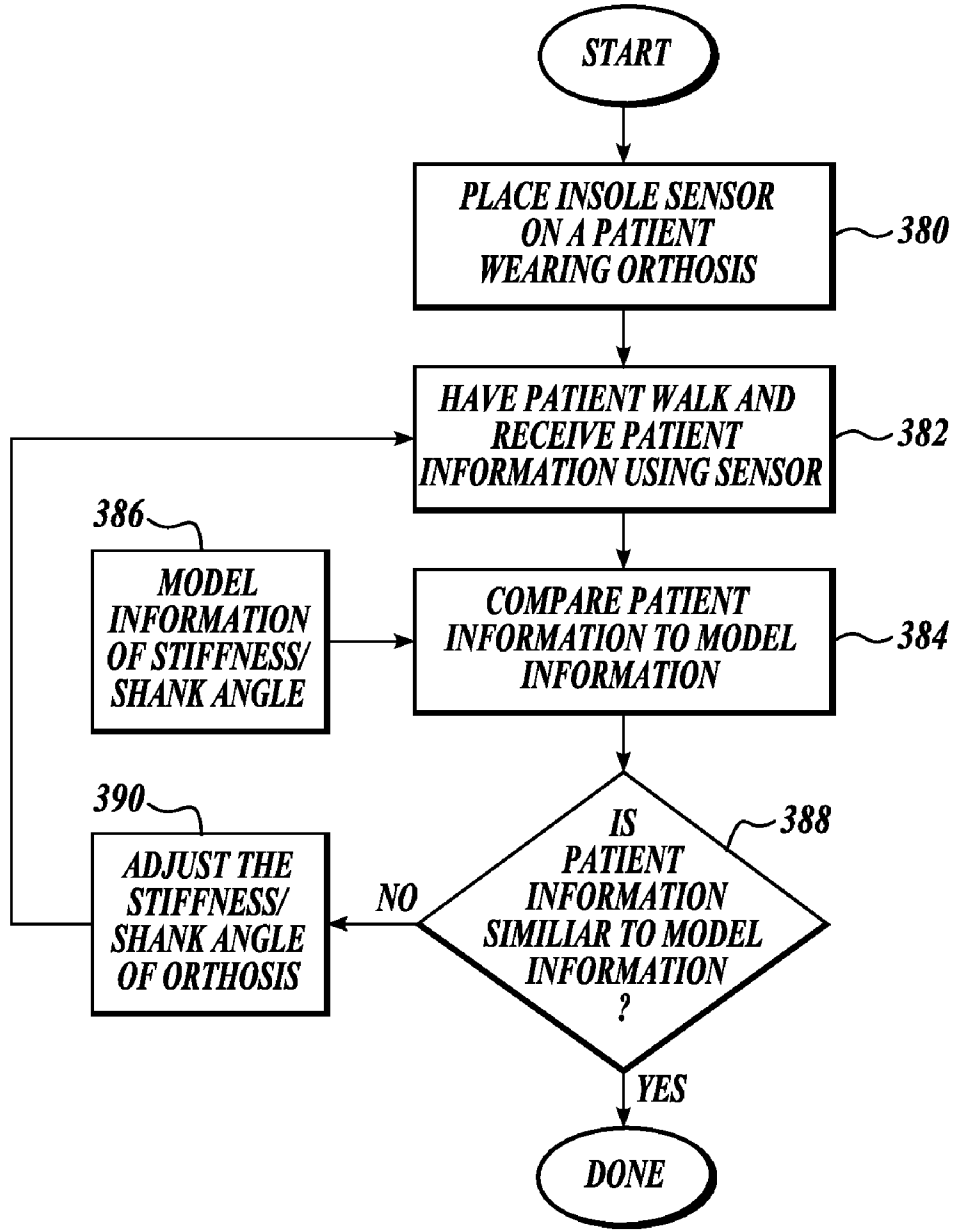 START
PLACE INSOLE SENSOR
ON A PATIENT
WEARING ORTHOSIS
380
HAVE PATIENT WALK AND
RECEIVE PATIENT
INFORMATION USING SENSOR
382
386
MODEL
INFORMATION
OF STIFFNESS/
SHANK ANGLE
COMPARE PATIENT
INFORMATION TO MODEL
INFORMATION
384
390
ADJUST THE
STIFFNESS/
SHANK ANGLE
OF ORTHOSIS
NO
IS
PATIENT
INFORMATION
SIMILIAR TO MODEL
INFORMATION
?
388
YES
DONE